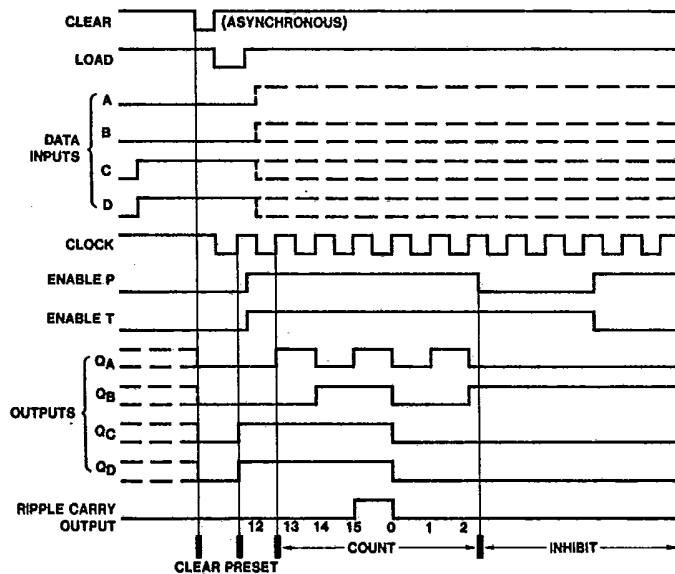 CLEAR
(ASYNCHRONOUS)
LOAD
DATA INPUTS
A
B
C
D
CLOCK
ENABLE P
ENABLE T
OUTPUTS
QA
QB
QC
QD
RIPPLE CARRY OUTPUT
12 13 14 15 0 1 2
COUNT
INHIBIT
CLEAR PRESET